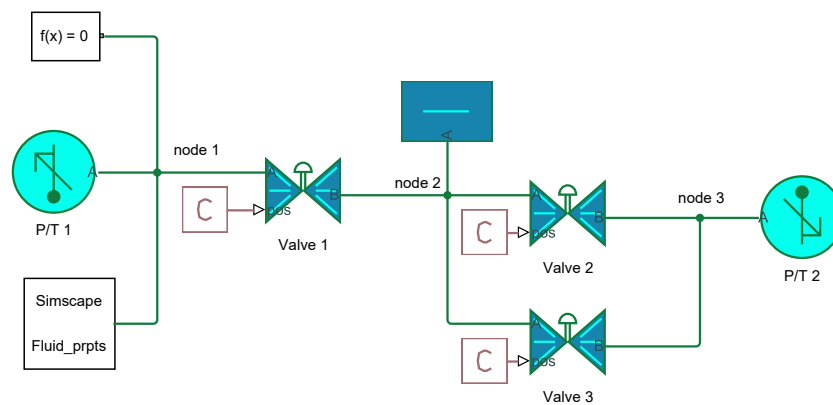 f(x) = 0
node 1
A
P/T 1
A
B
C
pos
Valve 1
A
node 2
A
B
C
pos
Valve 2
node 3
A
P/T 2
Simscape
Fluid_prpts
A
B
C
pos
Valve 3